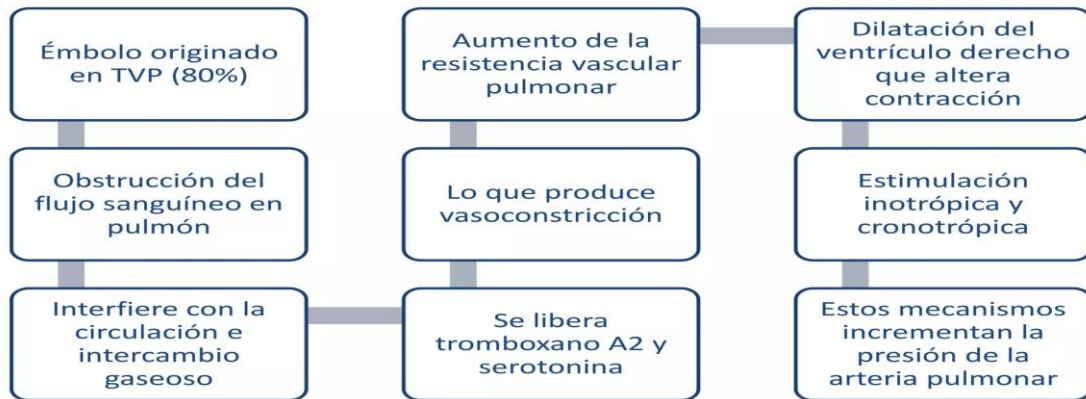 Émbolo originado
en TVP (80%)
Obstrucción del
flujo sanguíneo en
pulmón
Interfiere con la
circulación e
intercambio
gaseoso
Se libera
tromboxano A2 y
serotonina
Lo que produce
vasoconstricción
Aumento de la
resistencia vascular
pulmonar
Dilatación del
ventrículo derecho
que altera
contracción
Estimulación
inotrópica y
cronotrópica
Estos mecanismos
incrementan la
presión de la
arteria pulmonar